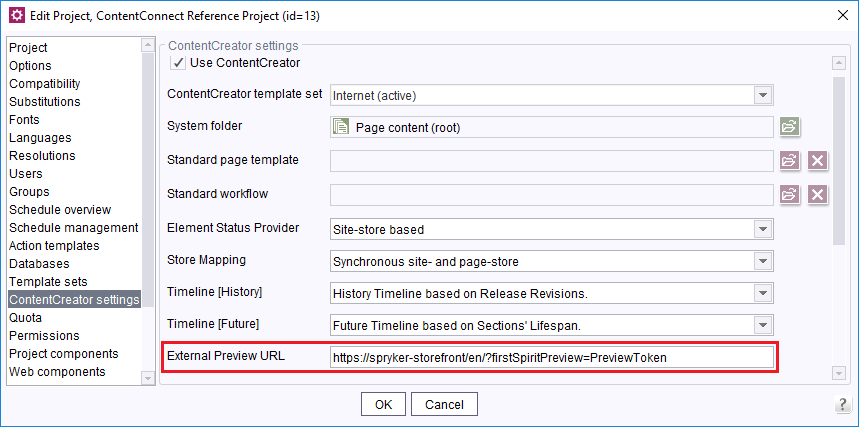 Edit Project, ContentConnect Reference Project (id=13)
Project
Options
Compatibility
Substitutions
Fonts
Languages
Resolutions
Users
Groups
Schedule overview
Schedule management
Action templates
Databases
Template sets
ContentCreator settings
Quota
Permissions
Project components
Web components
ContentCreator settings
Use ContentCreator
ContentCreator template set Internet (active)
System folder Page content (root)
Standard page template
Standard workflow
Element Status Provider Site-store based
Store Mapping Synchronous site- and page-store
Timeline [History] History Timeline based on Release Revisions.
Timeline [Future] Future Timeline based on Sections' Lifespan.
External Preview URL https://spryker-storefront/en/?firstSpiritPreview=PreviewToken
OK Cancel ?